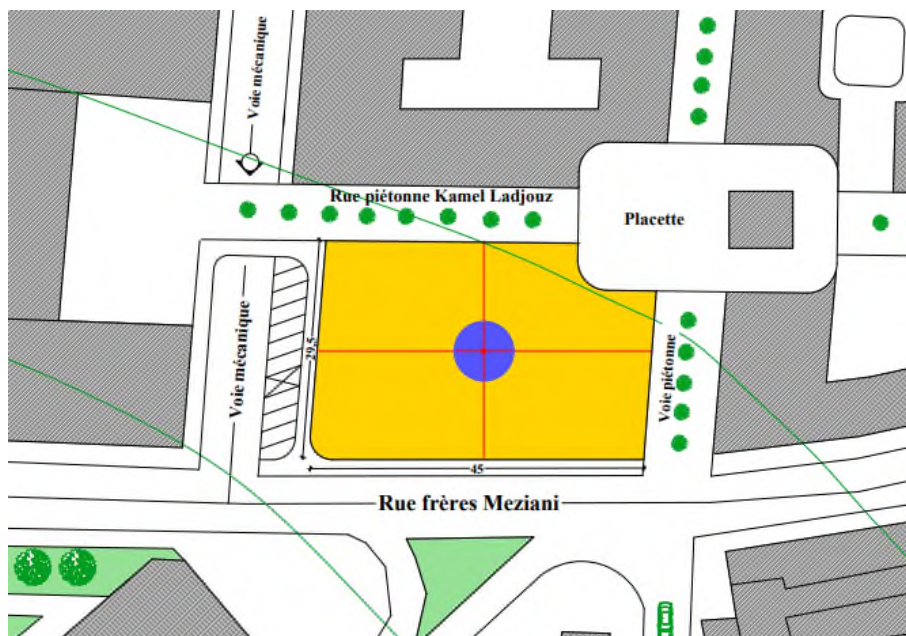 Voie mécanique
Rue piétonne Kamel Ladjouz
Placette
Voie mécanique
29,5
Voie piétonne
45
Rue frères Meziani